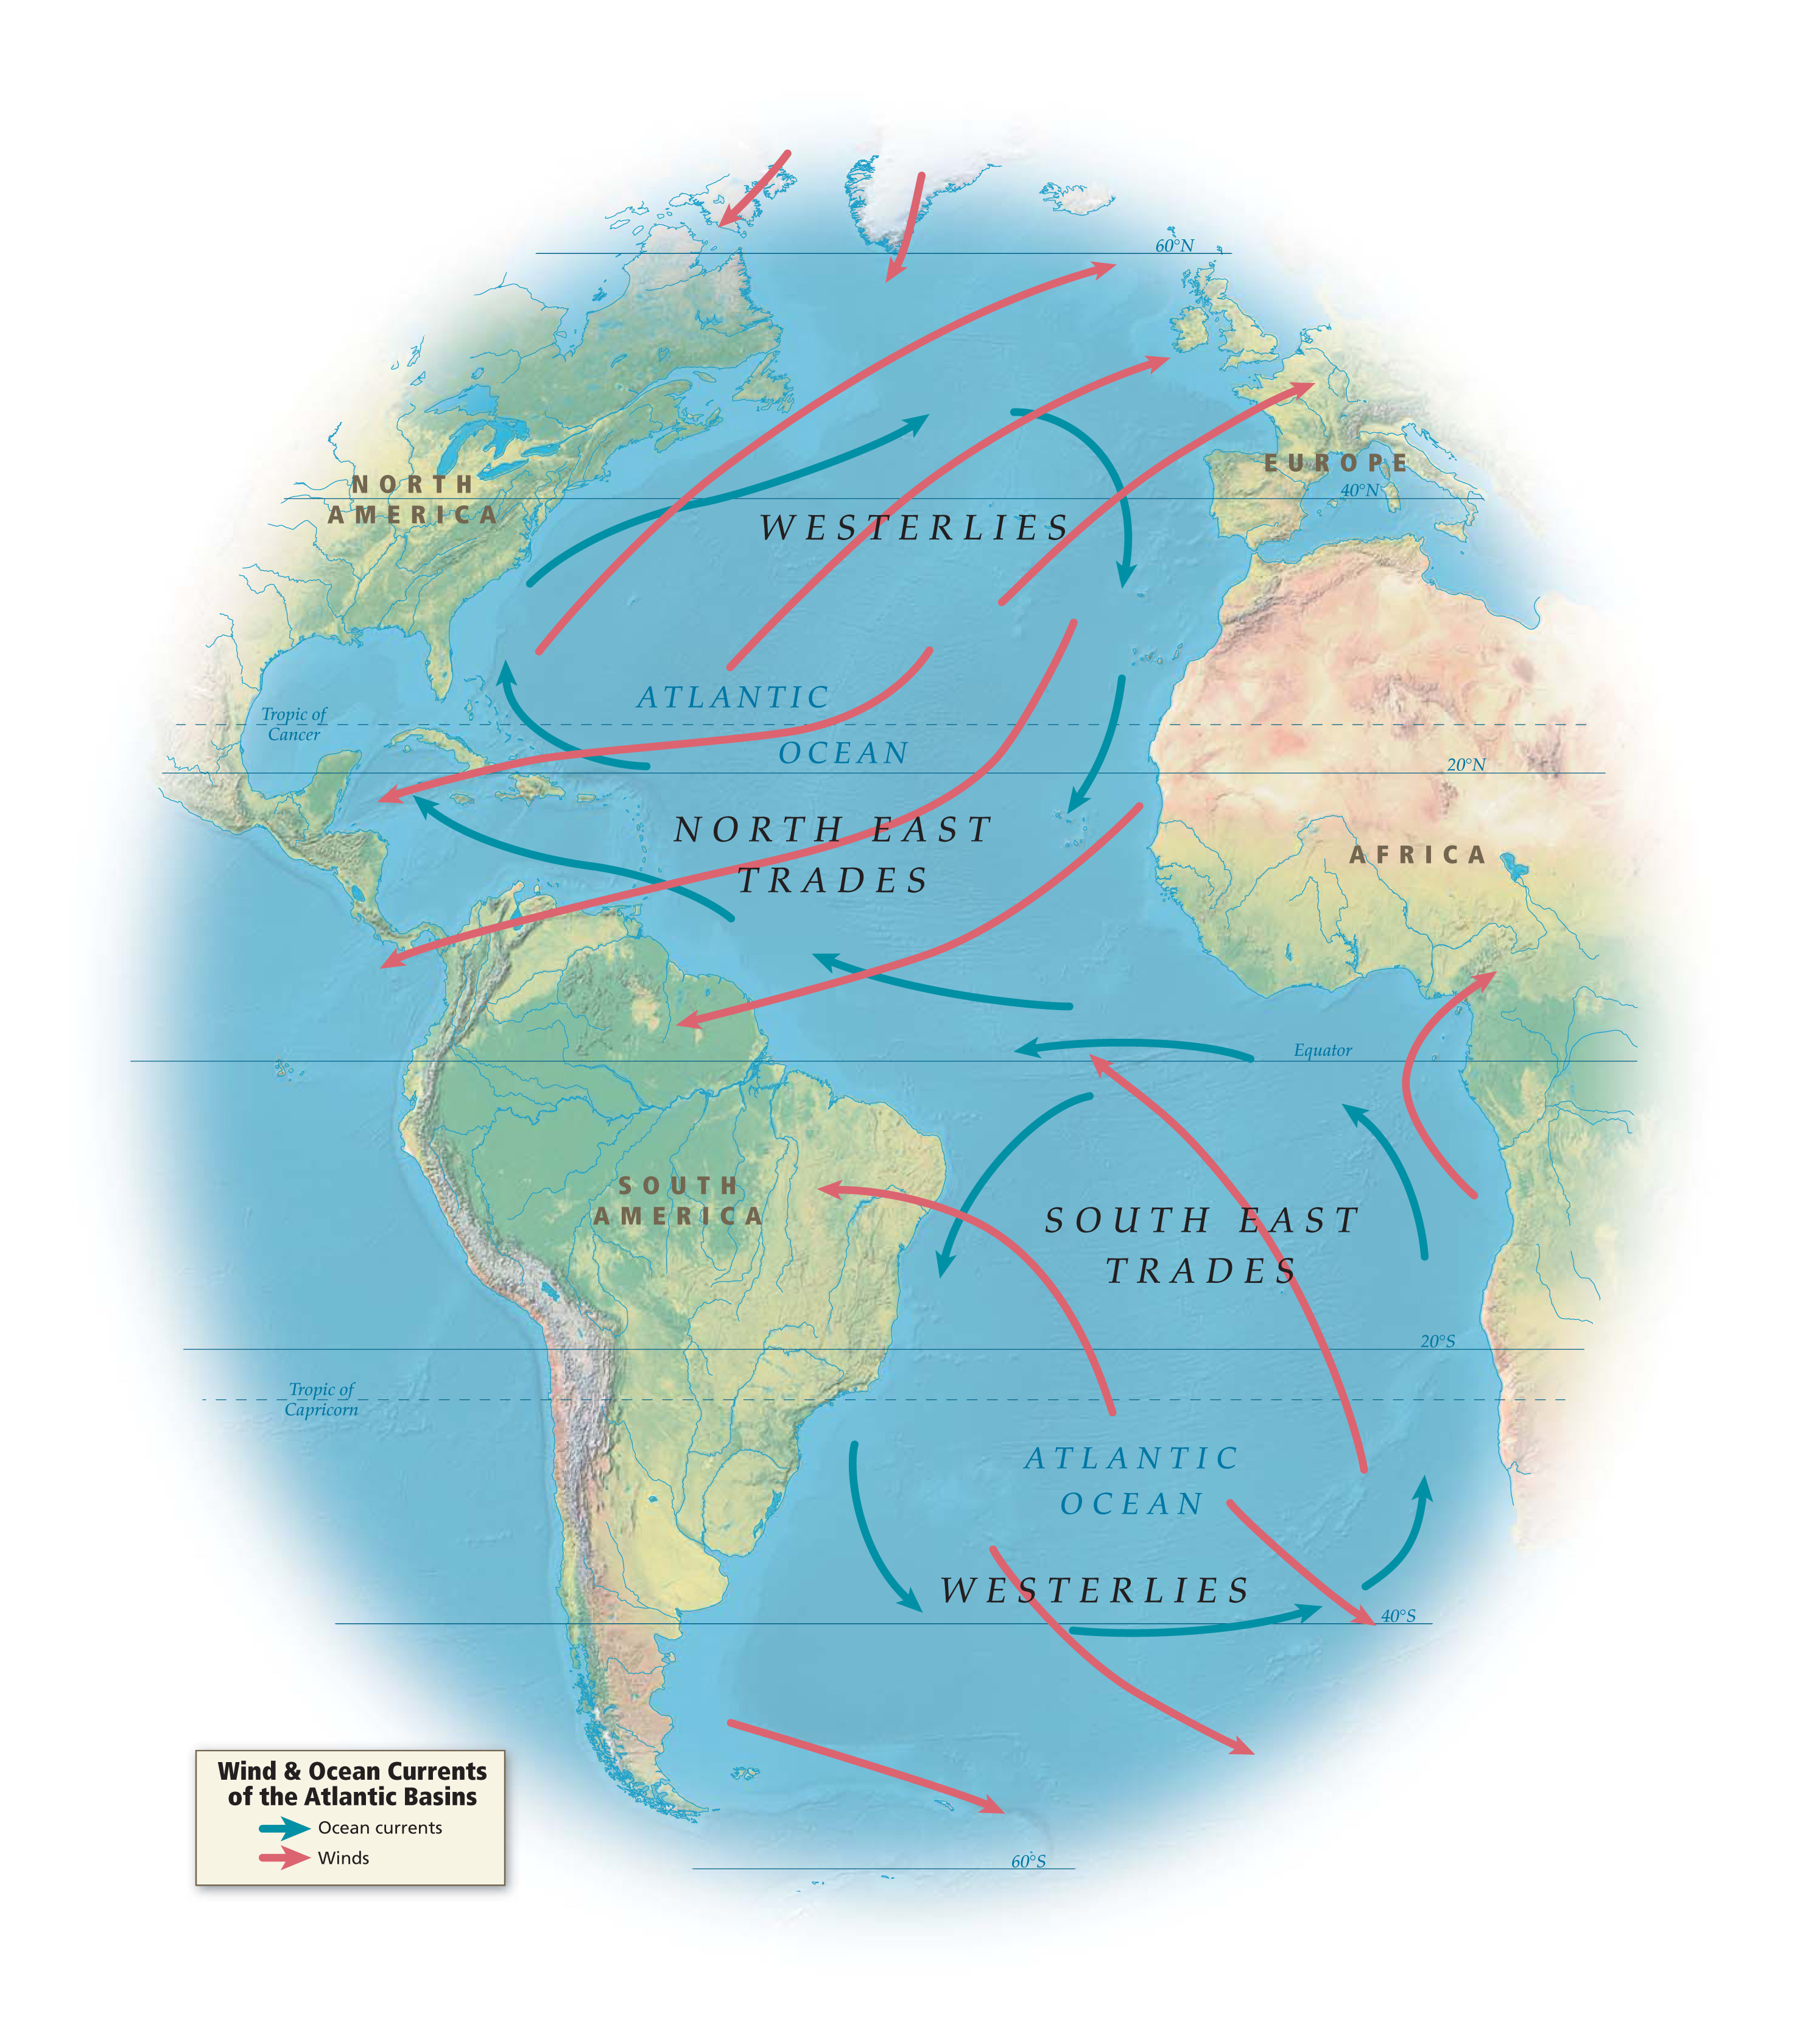 60°N
NORTH
AMERICA
EUROPE
40°N
WESTERLIES
ATLANTIC
OCEAN
Tropic of
Cancer
20°N
NORTH EAST
TRADES
AFRICA
Equator
SOUTH
AMERICA
SOUTH EAST
TRADES
20°S
Tropic of
Capricorn
ATLANTIC
OCEAN
WESTERLIES
40°S
Wind & Ocean Currents
of the Atlantic Basins
Ocean currents
Winds
60°S